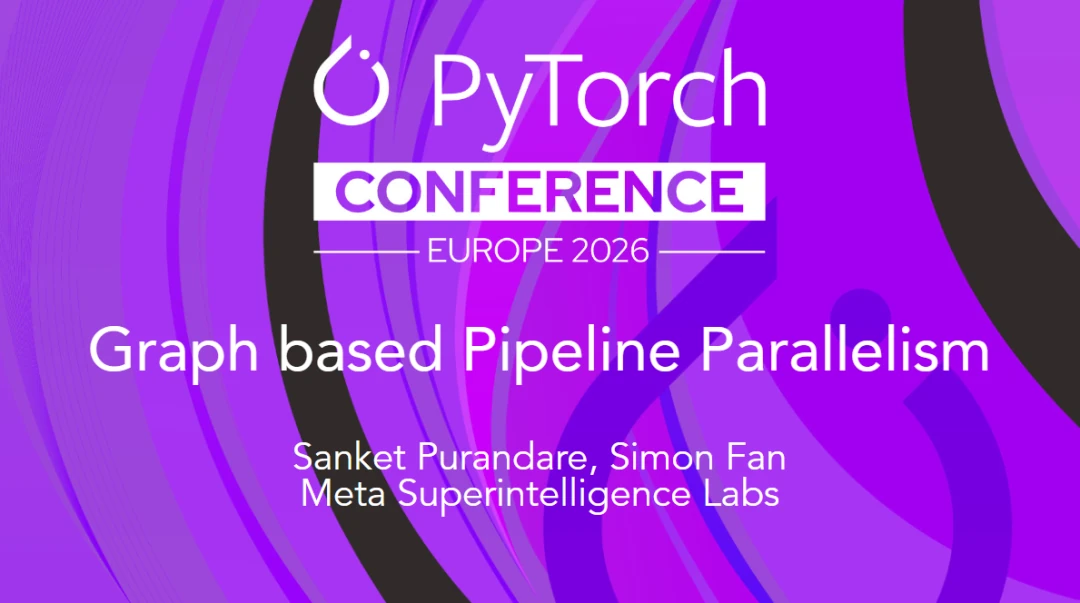 PyTorch
CONFERENCE
EUROPE 2026
Graph based Pipeline Parallelism
Sanket Purandare, Simon Fan
Meta Superintelligence Labs